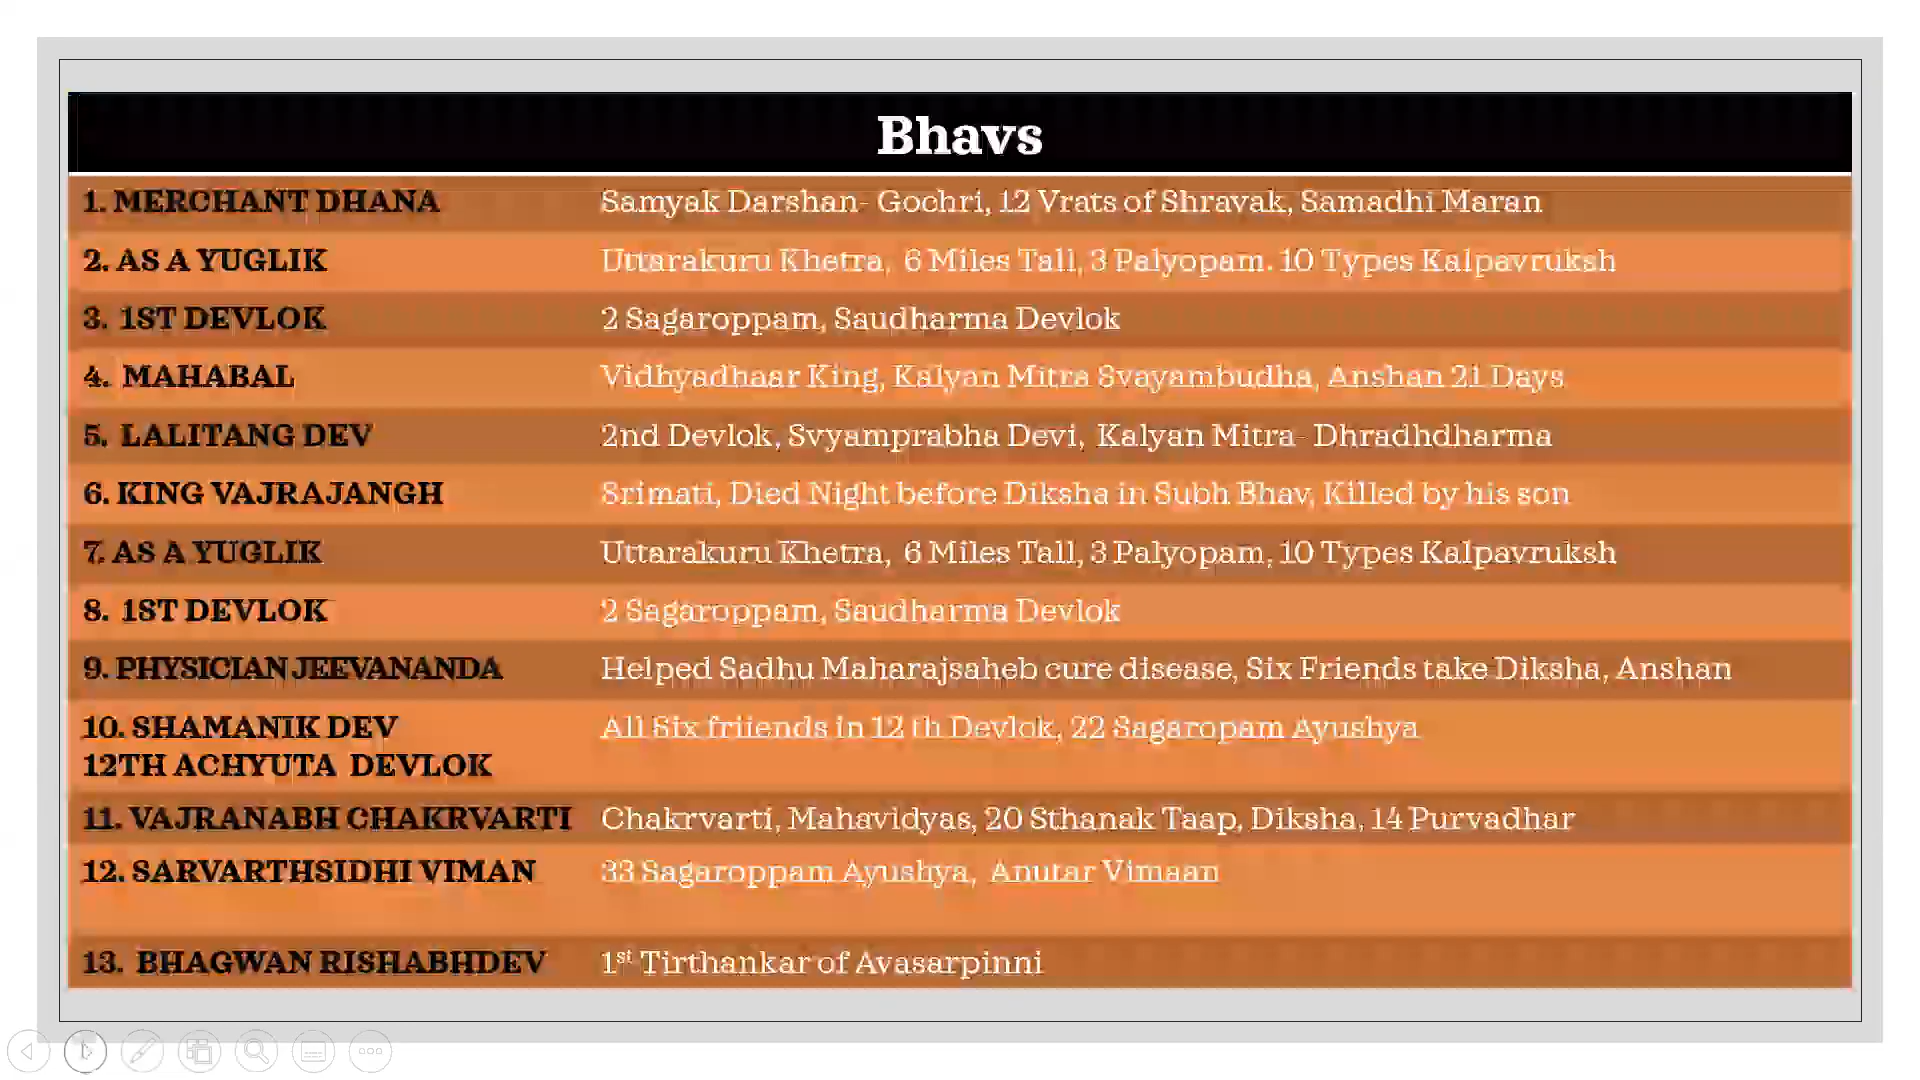 Bhavs
1. MERCHANT DHANA Samyak Darshan- Gochri, 12 Vrats of Shravak, Samadhi Maran
2. AS A YUGLIK Uttarakuru Khetra, 6 Miles Tall, 3 Palyopam. 10 Types Kalpavruksh
3. 1ST DEVLOK 2 Sagaroppam, Saudharma Devlok
4. MAHABAL Vidhyadhaar King, Kalyan Mitra Svayambudha, Anshan 21 Days
5. LALITANG DEV 2nd Devlok, Svyamprabha Devi, Kalyan Mitra- Dhradhdharma
6. KING VAJRAJANGH Srimati, Died Night before Diksha in Subh Bhav, Killed by his son
7. AS A YUGLIK Uttarakuru Khetra, 6 Miles Tall, 3 Palyopam, 10 Types Kalpavruksh
8. 1ST DEVLOK 2 Sagaroppam, Saudharma Devlok
9. PHYSICIAN JEEVANANDA Helped Sadhu Maharajsaheb cure disease, Six Friends take Diksha, Anshan
10. SHAMANIK DEV All Six friiends in 12 th Devlok, 22 Sagaropam Ayushya
12TH ACHYUTA DEVLOK
11. VAJRANABH CHAKRVARTI Chakrvarti, Mahavidyas, 20 Sthanak Taap, Diksha, 14 Purvadhar
12. SARVARTHSIDHI VIMAN 33 Sagaroppam Ayushya, Anutar Vimaan
13. BHAGWAN RISHABHDEV 1st Tirthankar of Avasarpinni